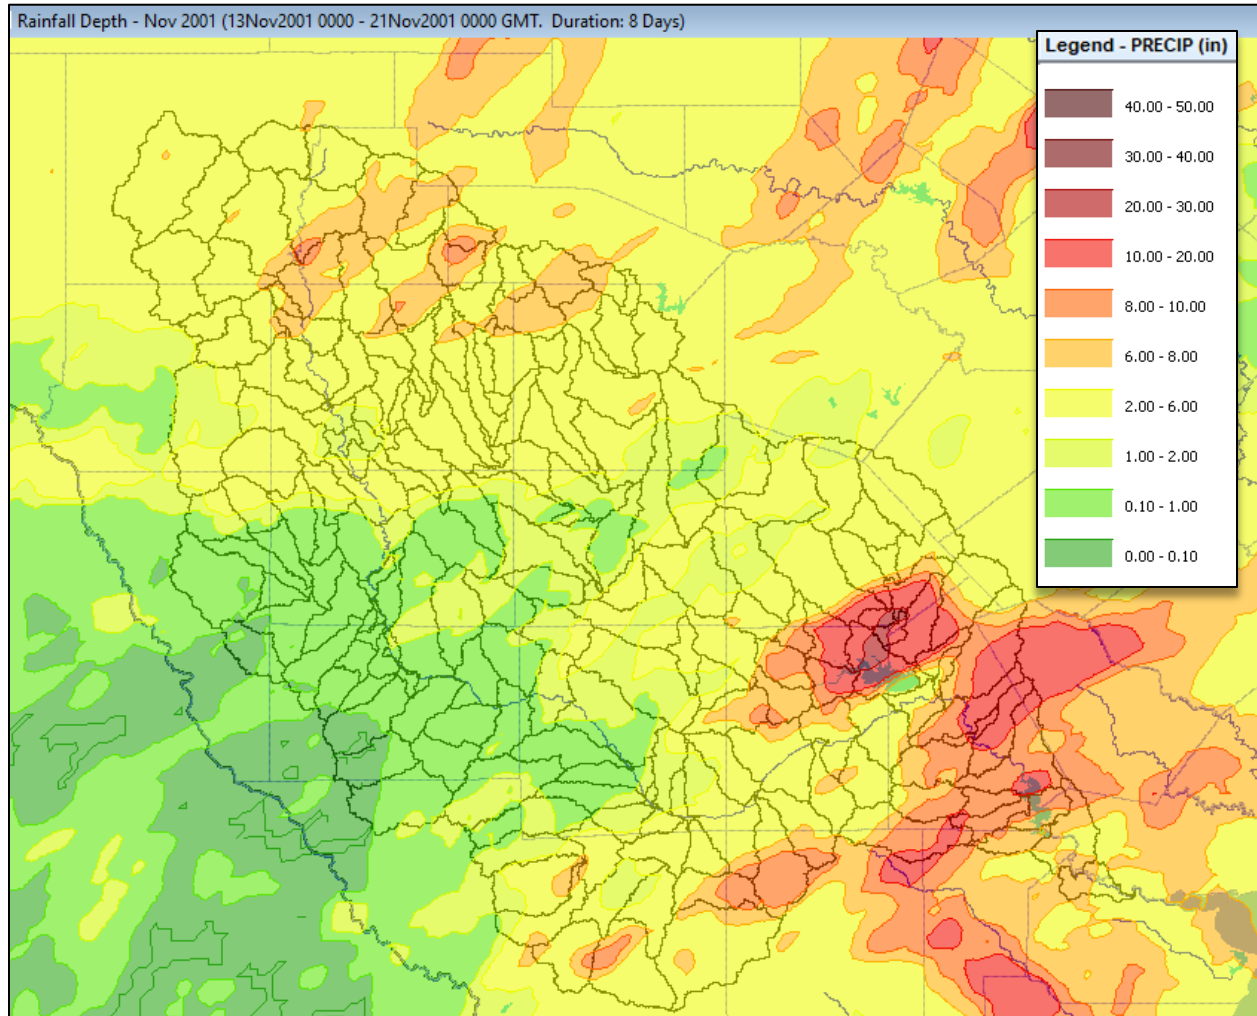 Rainfall Depth - Nov 2001 (13Nov2001 0000 - 21Nov2001 0000 GMT.  Duration: 8 Days)
Legend - PRECIP (in)
40.00 - 50.00
30.00 - 40.00
20.00 - 30.00
10.00 - 20.00
8.00 - 10.00
6.00 - 8.00
2.00 - 6.00
1.00 - 2.00
0.10 - 1.00
0.00 - 0.10